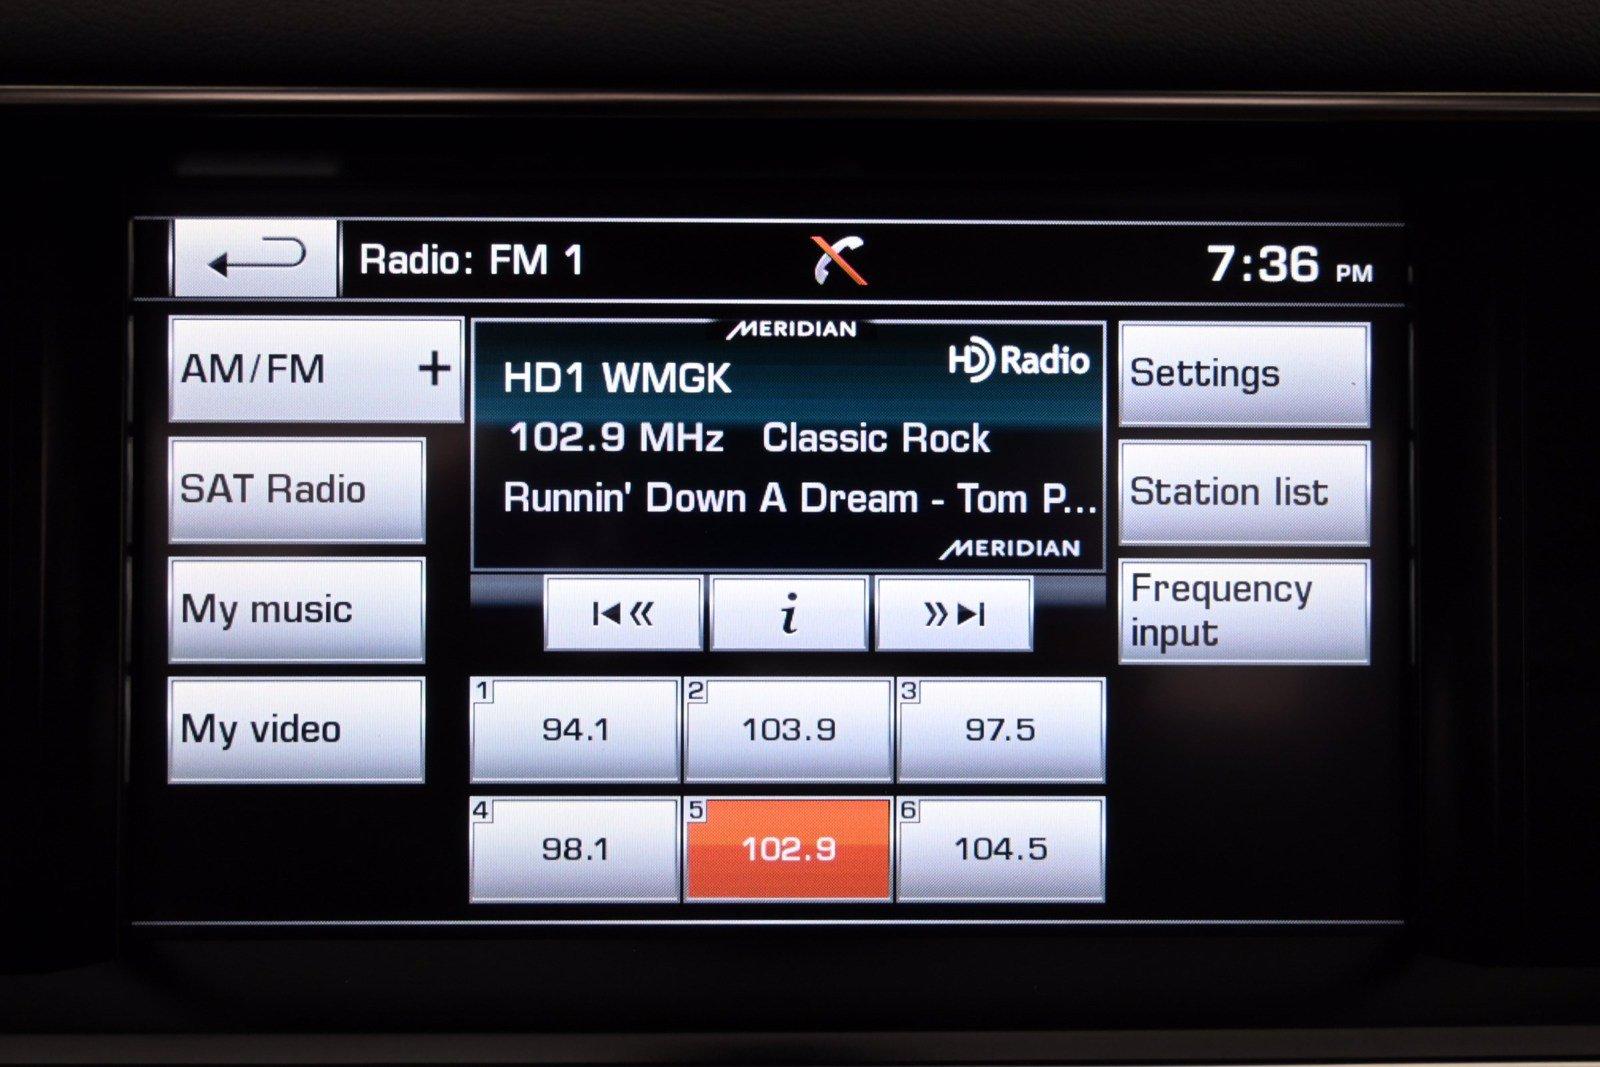 Radio: FM 1
7:36 PM
AM/FM +
MERIDIAN
HD Radio
HD1 WMGK
102.9 MHz Classic Rock
Runnin' Down A Dream - Tom P...
MERIDIAN
Settings
SAT Radio
Station list
My music
i
Frequency
input
My video
1 94.1
2 103.9
3 97.5
4 98.1
5 102.9
6 104.5